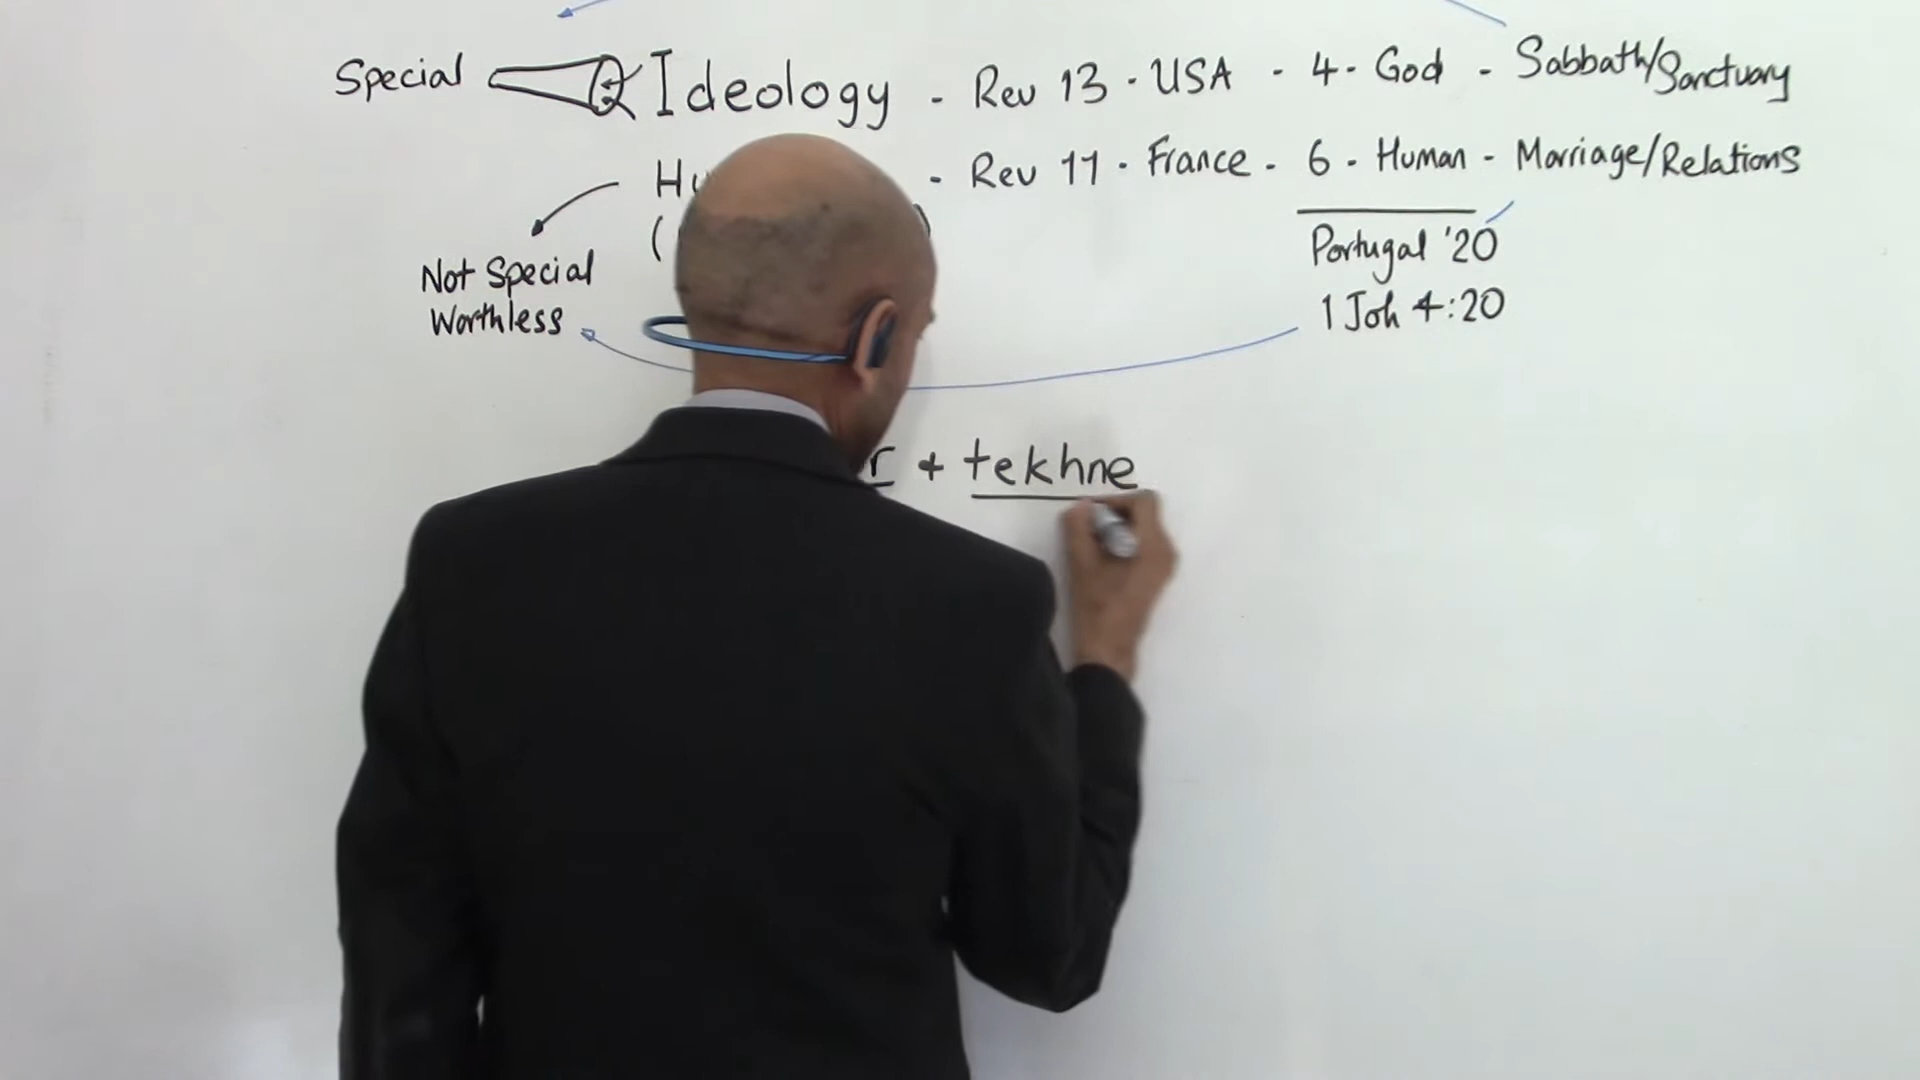 Special Ideology - Rev 13 · USA - 4 - God - Sabbath/Sanctuary
- Rev 11 · France - 6 - Human - Marriage/Relations
Not Special
Worthless
Portugal '20
1 Joh 4:20
+ tekhne